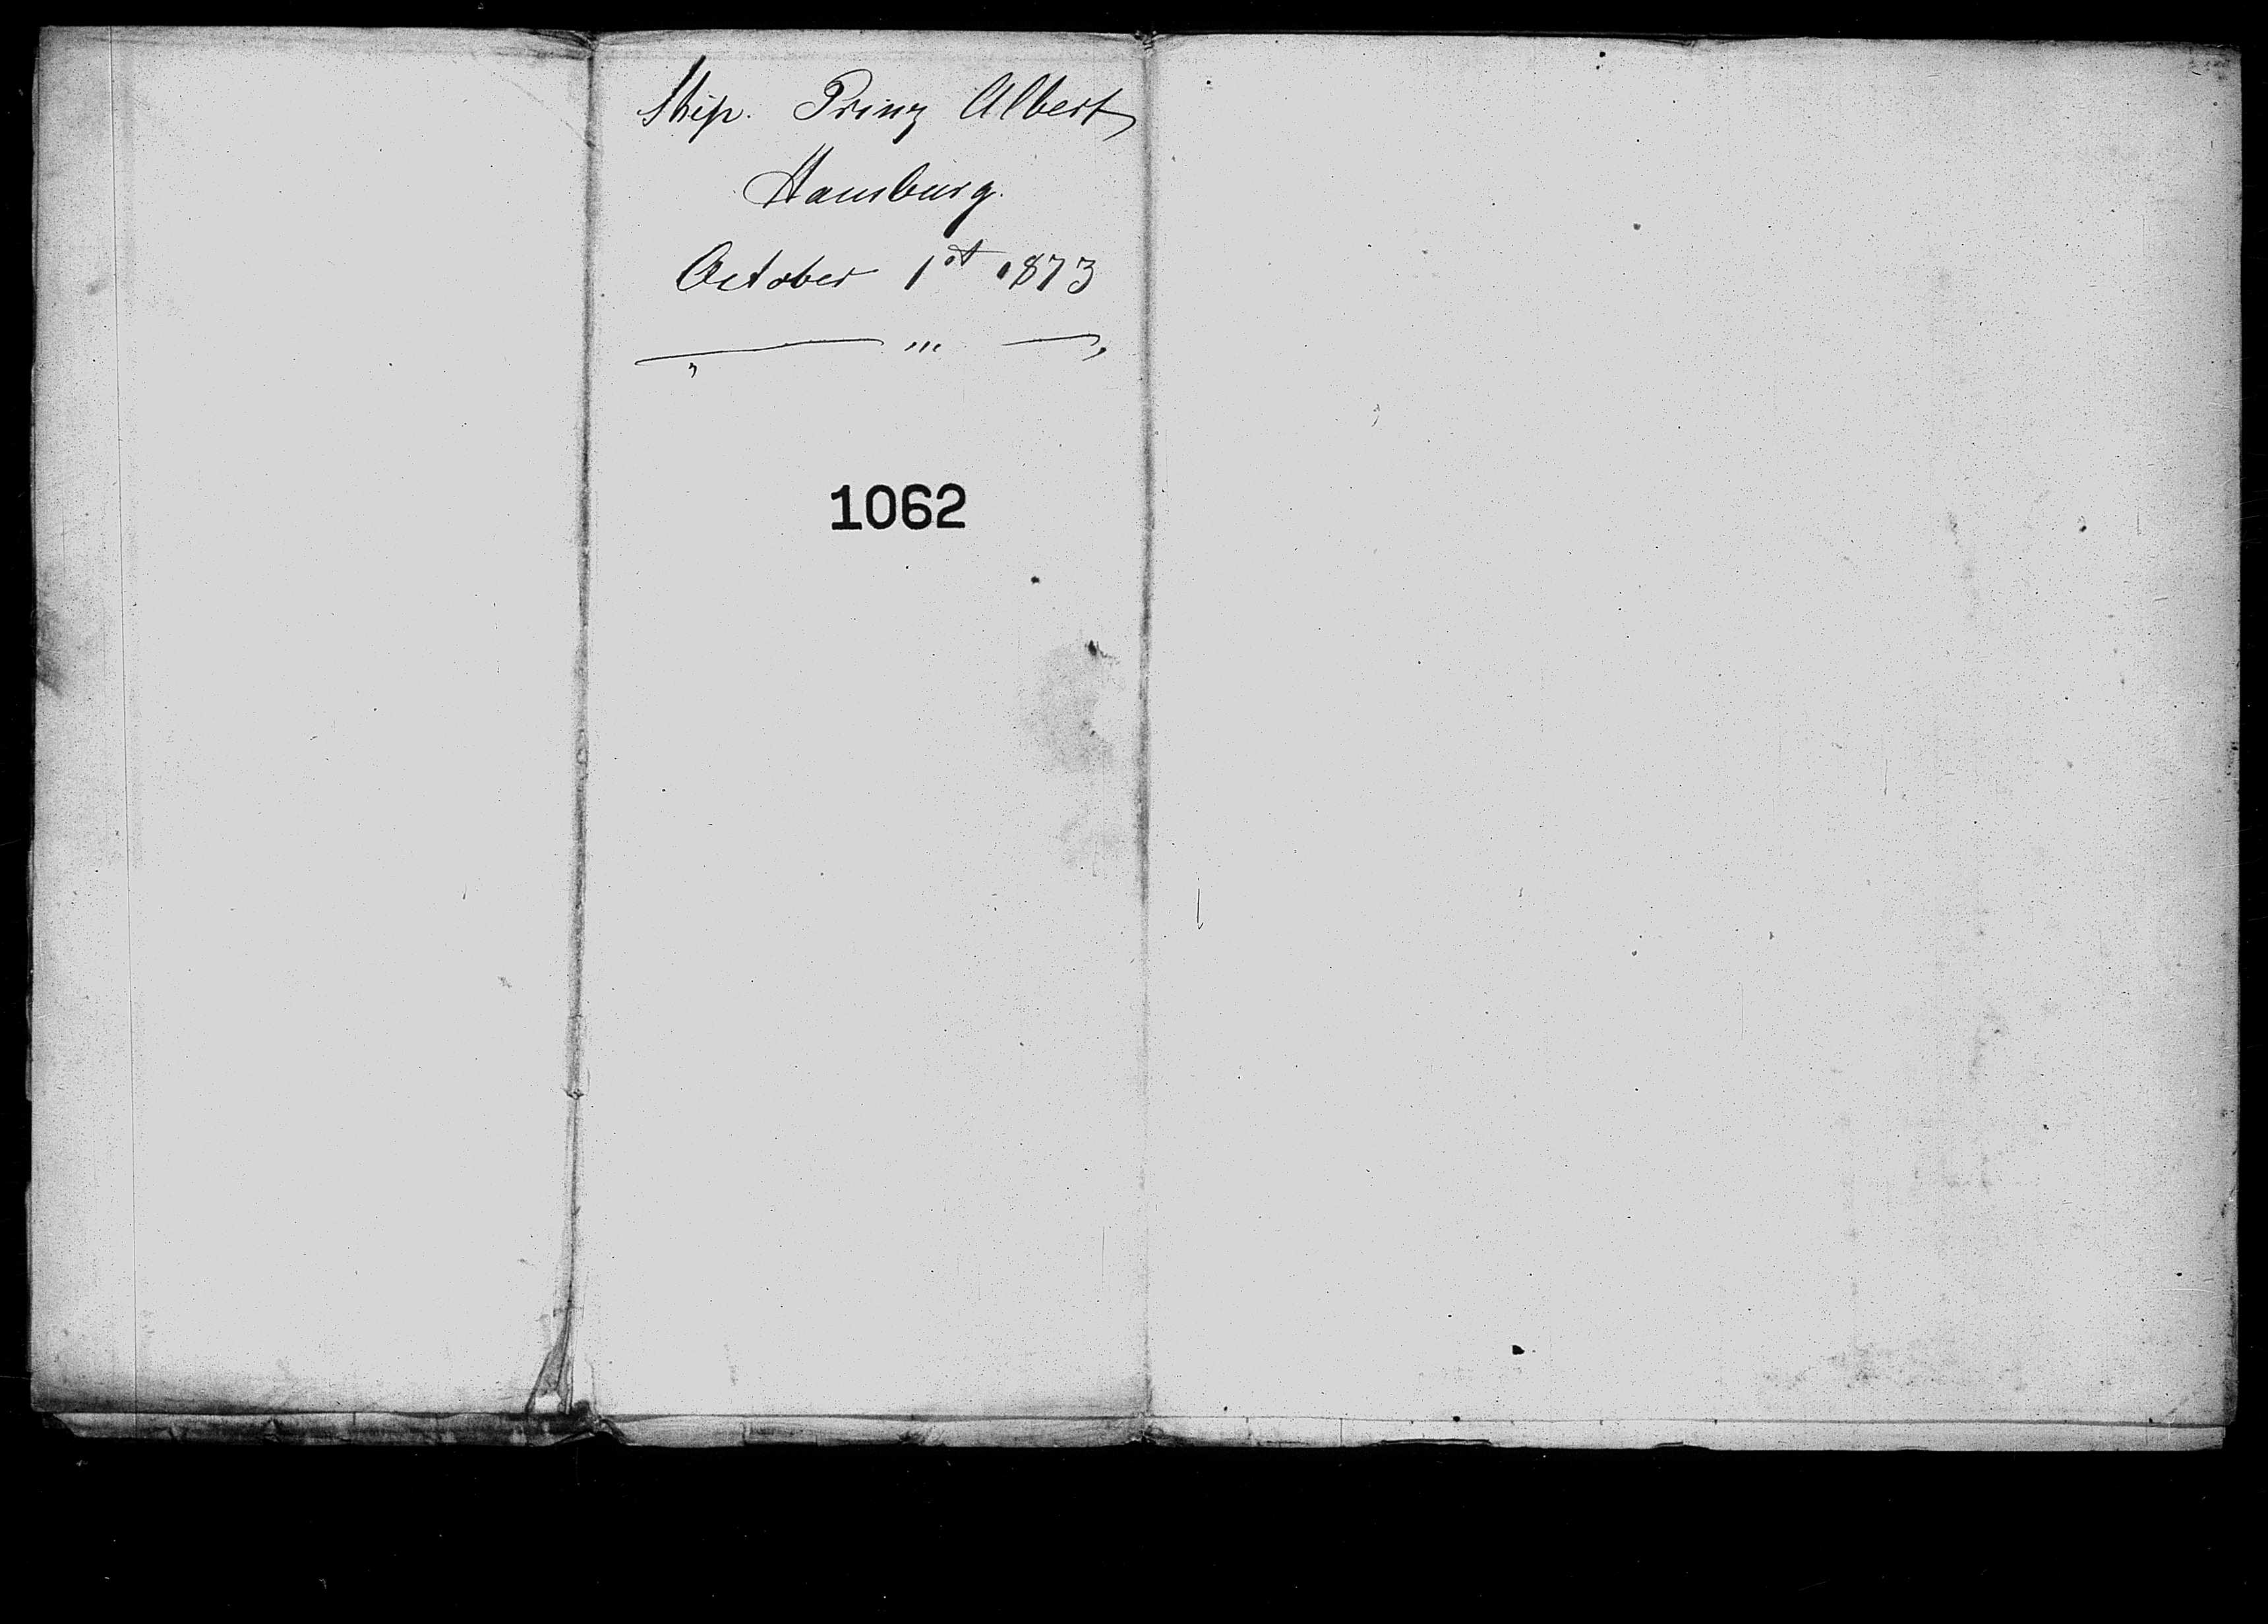 Ship. Prinz Albert
Hamburg.
October 1st 1873
1062